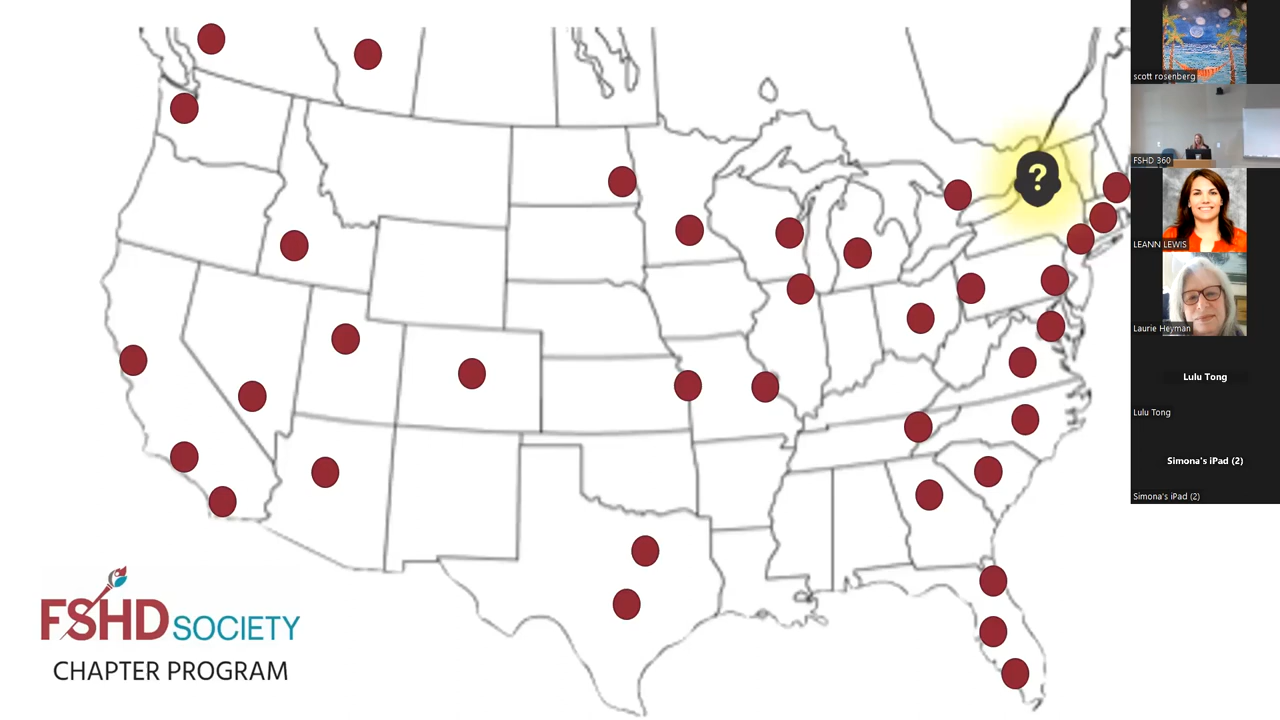 ?
FSHD SOCIETY
CHAPTER PROGRAM
scott rosenberg
FSHD 360
LEANN LEWIS
Laurie Heyman
Lulu Tong
Lulu Tong
Simona's iPad (2)
Simona's iPad (2)